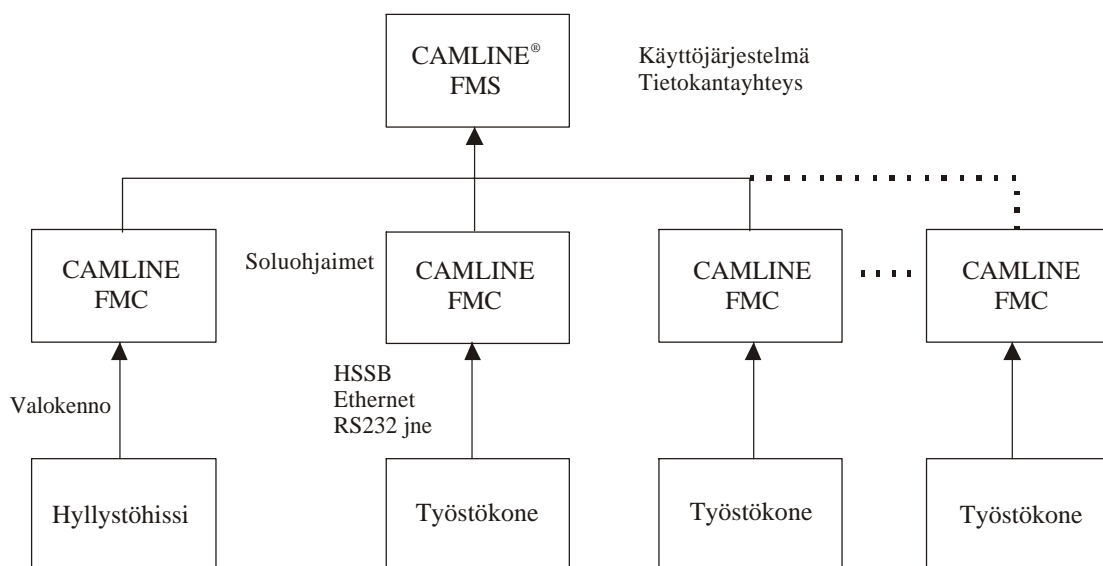 CAMLINE®
FMS
Käyttöjärjestelmä
Tietokantayhteys
CAMLINE
FMC
Soluohjaimet
CAMLINE
FMC
CAMLINE
FMC
CAMLINE
FMC
Valokenno
HSSB
Ethernet
RS232 jne
Hyllystöhissi
Työstökone
Työstökone
Työstökone